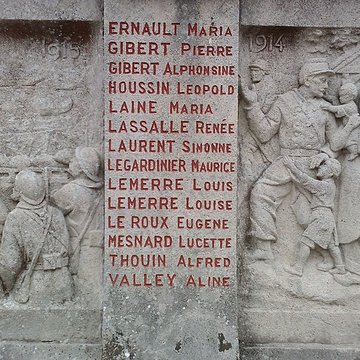 1918
1914
ERNAULT MARIA
GIBERT PIERRE
GIBERT ALPHONSINE
HOUSSIN LEOPOLD
LAINE MARIA
LASSALLE RENÉE
LAURENT SIMONNE
LEGARDINIER MAURICE
LEMERRE LOUIS
LEMERRE LOUISE
LE ROUX EUGENE
MESNARD LUCETTE
THOUIN ALFRED
VALLEY ALINE